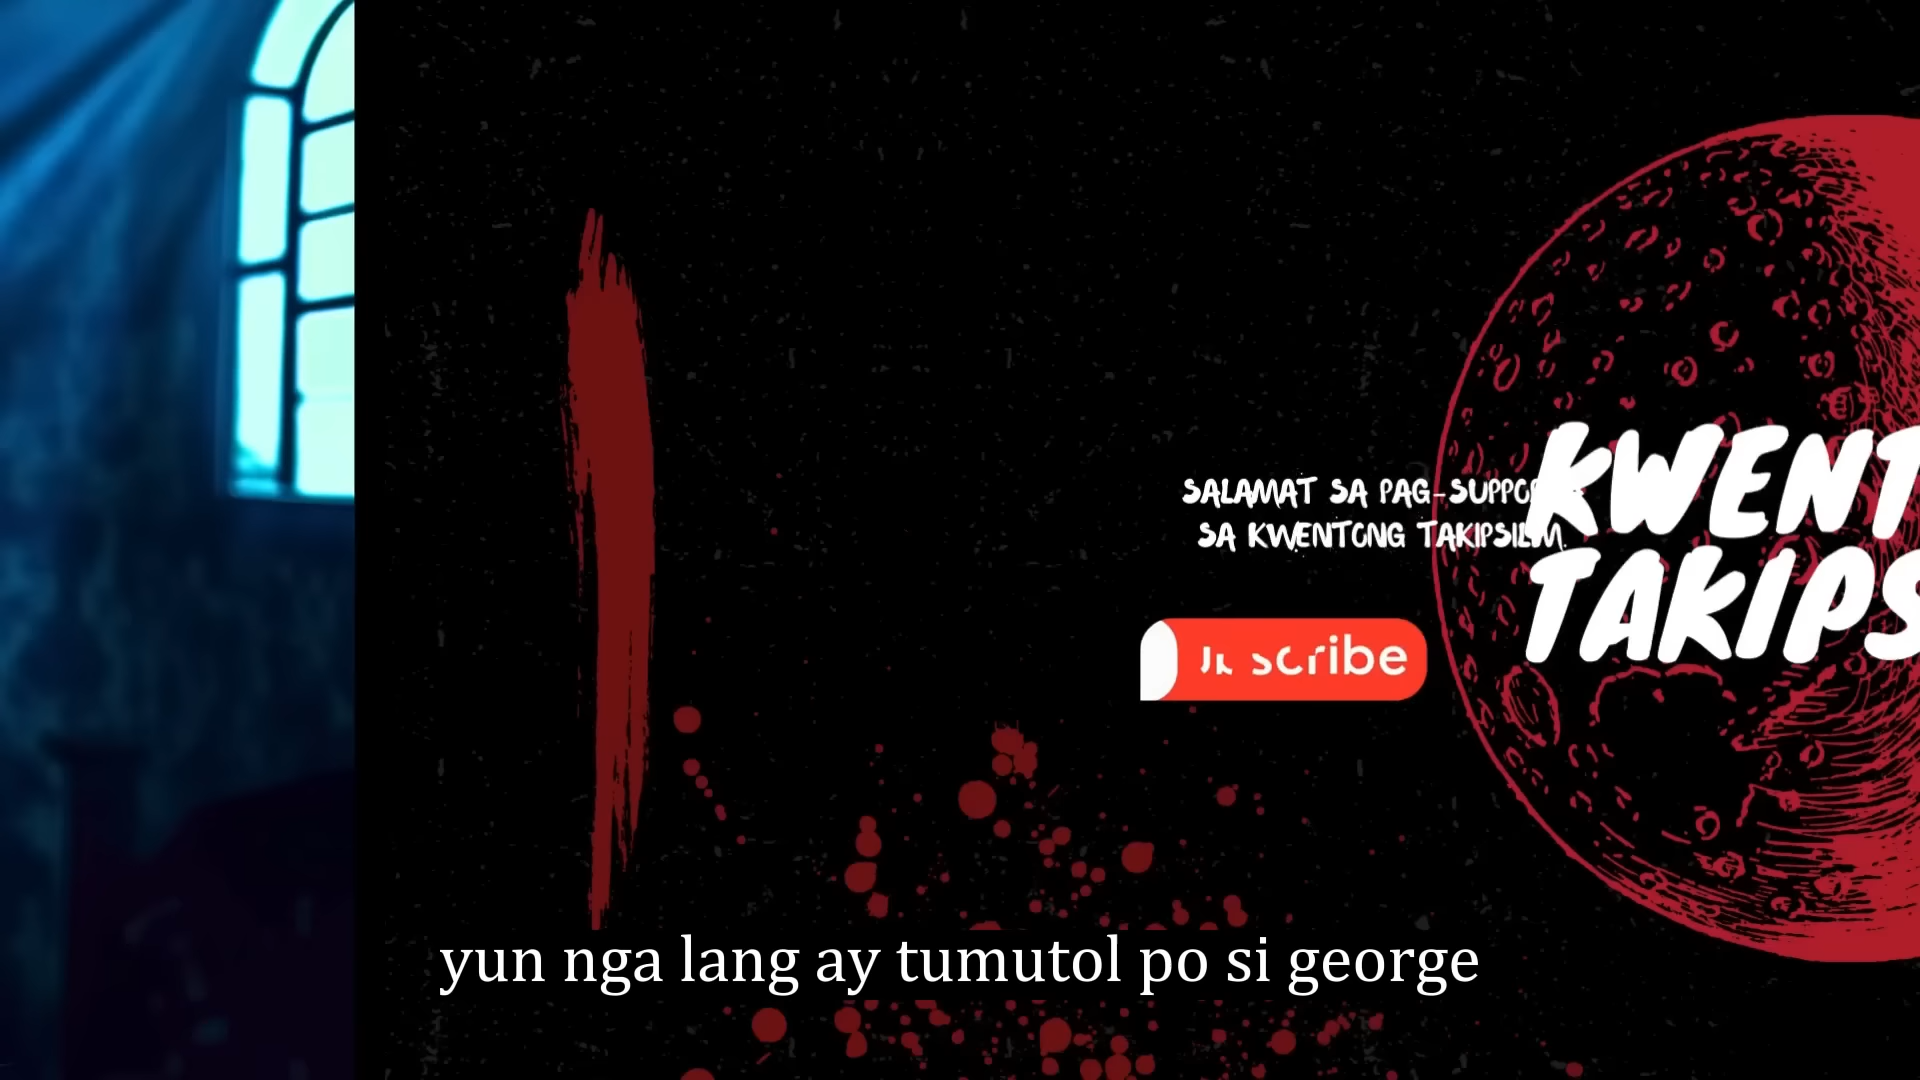 SALAMAT SA PAG-SUPPO
SA KWENTONG TAKIPSILIM.
KWENT
TAKIPS
scribe
yun nga lang ay tumutol po si george